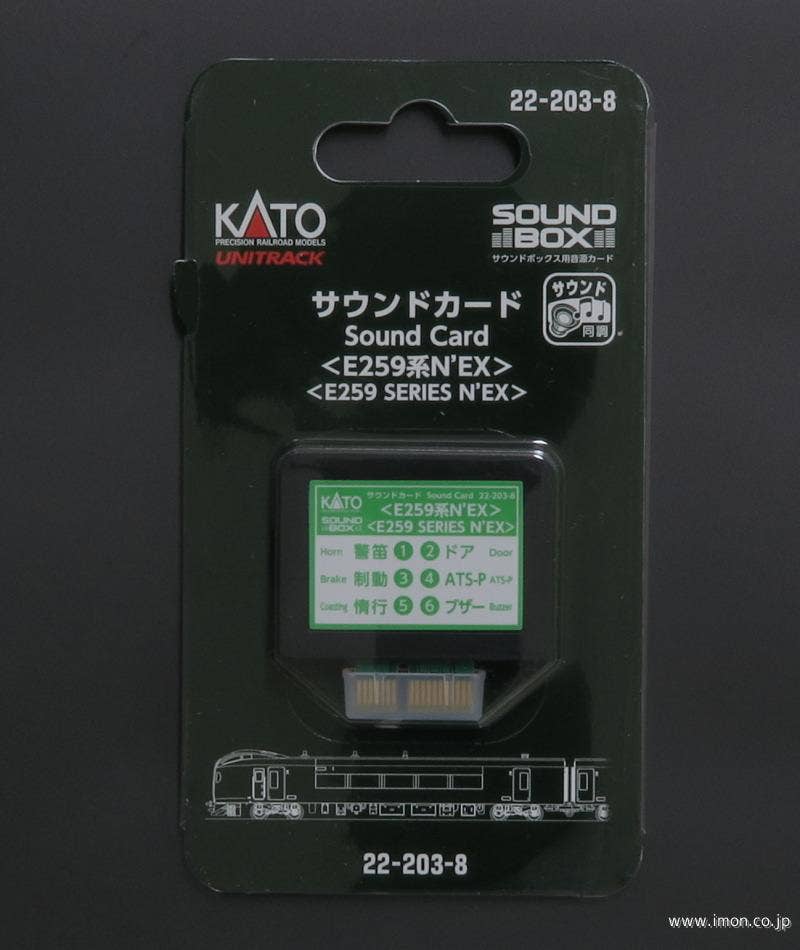 22-203-8
KATO
PRECISION RAILROAD MODELS
UNITRACK
SOUND
BOX
サウンドボックス用音源カード
サウンド
同調
サウンドカード
Sound Card
<E259系N'EX>
<E259 SERIES N'EX>
KATO
サウンドカード Sound Card 22-203-8
<E259系N'EX>
SOUND
BOX
<E259 SERIES N'EX>
Horn 警笛 1 2 ドア Door
Brake 制動 3 4 ATS-P ATS-P
Coasting 惰行 5 6 ブザー Buzzer
22-203-8
www.imon.co.jp